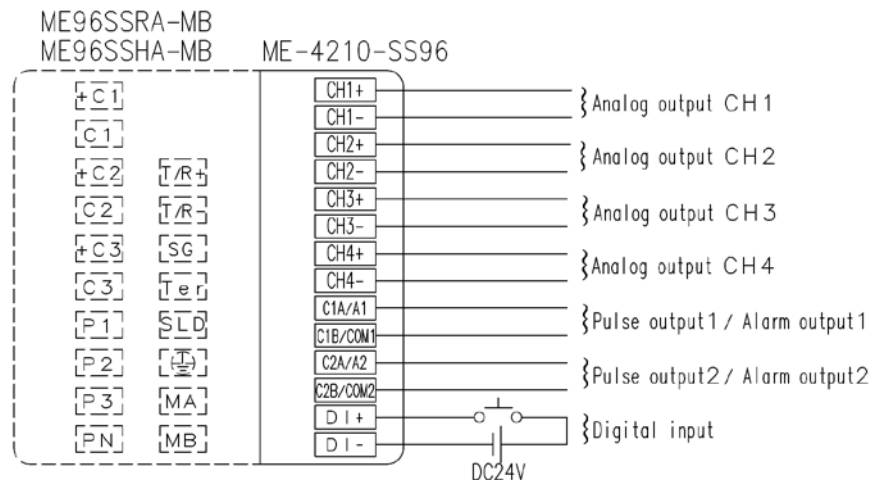 ME96SSRA-MB
ME96SSHA-MB ME-4210-SS96
+C1
C1
+C2 T/R+
C2 T/R-
+C3 SG
C3 Ter
P1 SLD
P2
P3 MA
PN MB
CH1+
CH1-
Analog output CH1
CH2+
CH2-
Analog output CH2
CH3+
CH3-
Analog output CH3
CH4+
CH4-
Analog output CH4
C1A/A1
C1B/COM1
Pulse output1 / Alarm output1
C2A/A2
C2B/COM2
Pulse output2 / Alarm output2
DI+
DI-
Digital input
DC24V